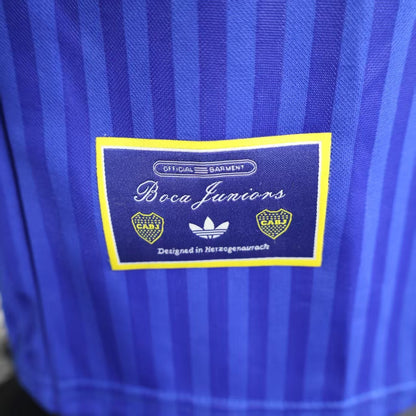 OFFICIAL GARMENT
Boca Juniors
CABJ CABJ
Designed in Herzogenaurach